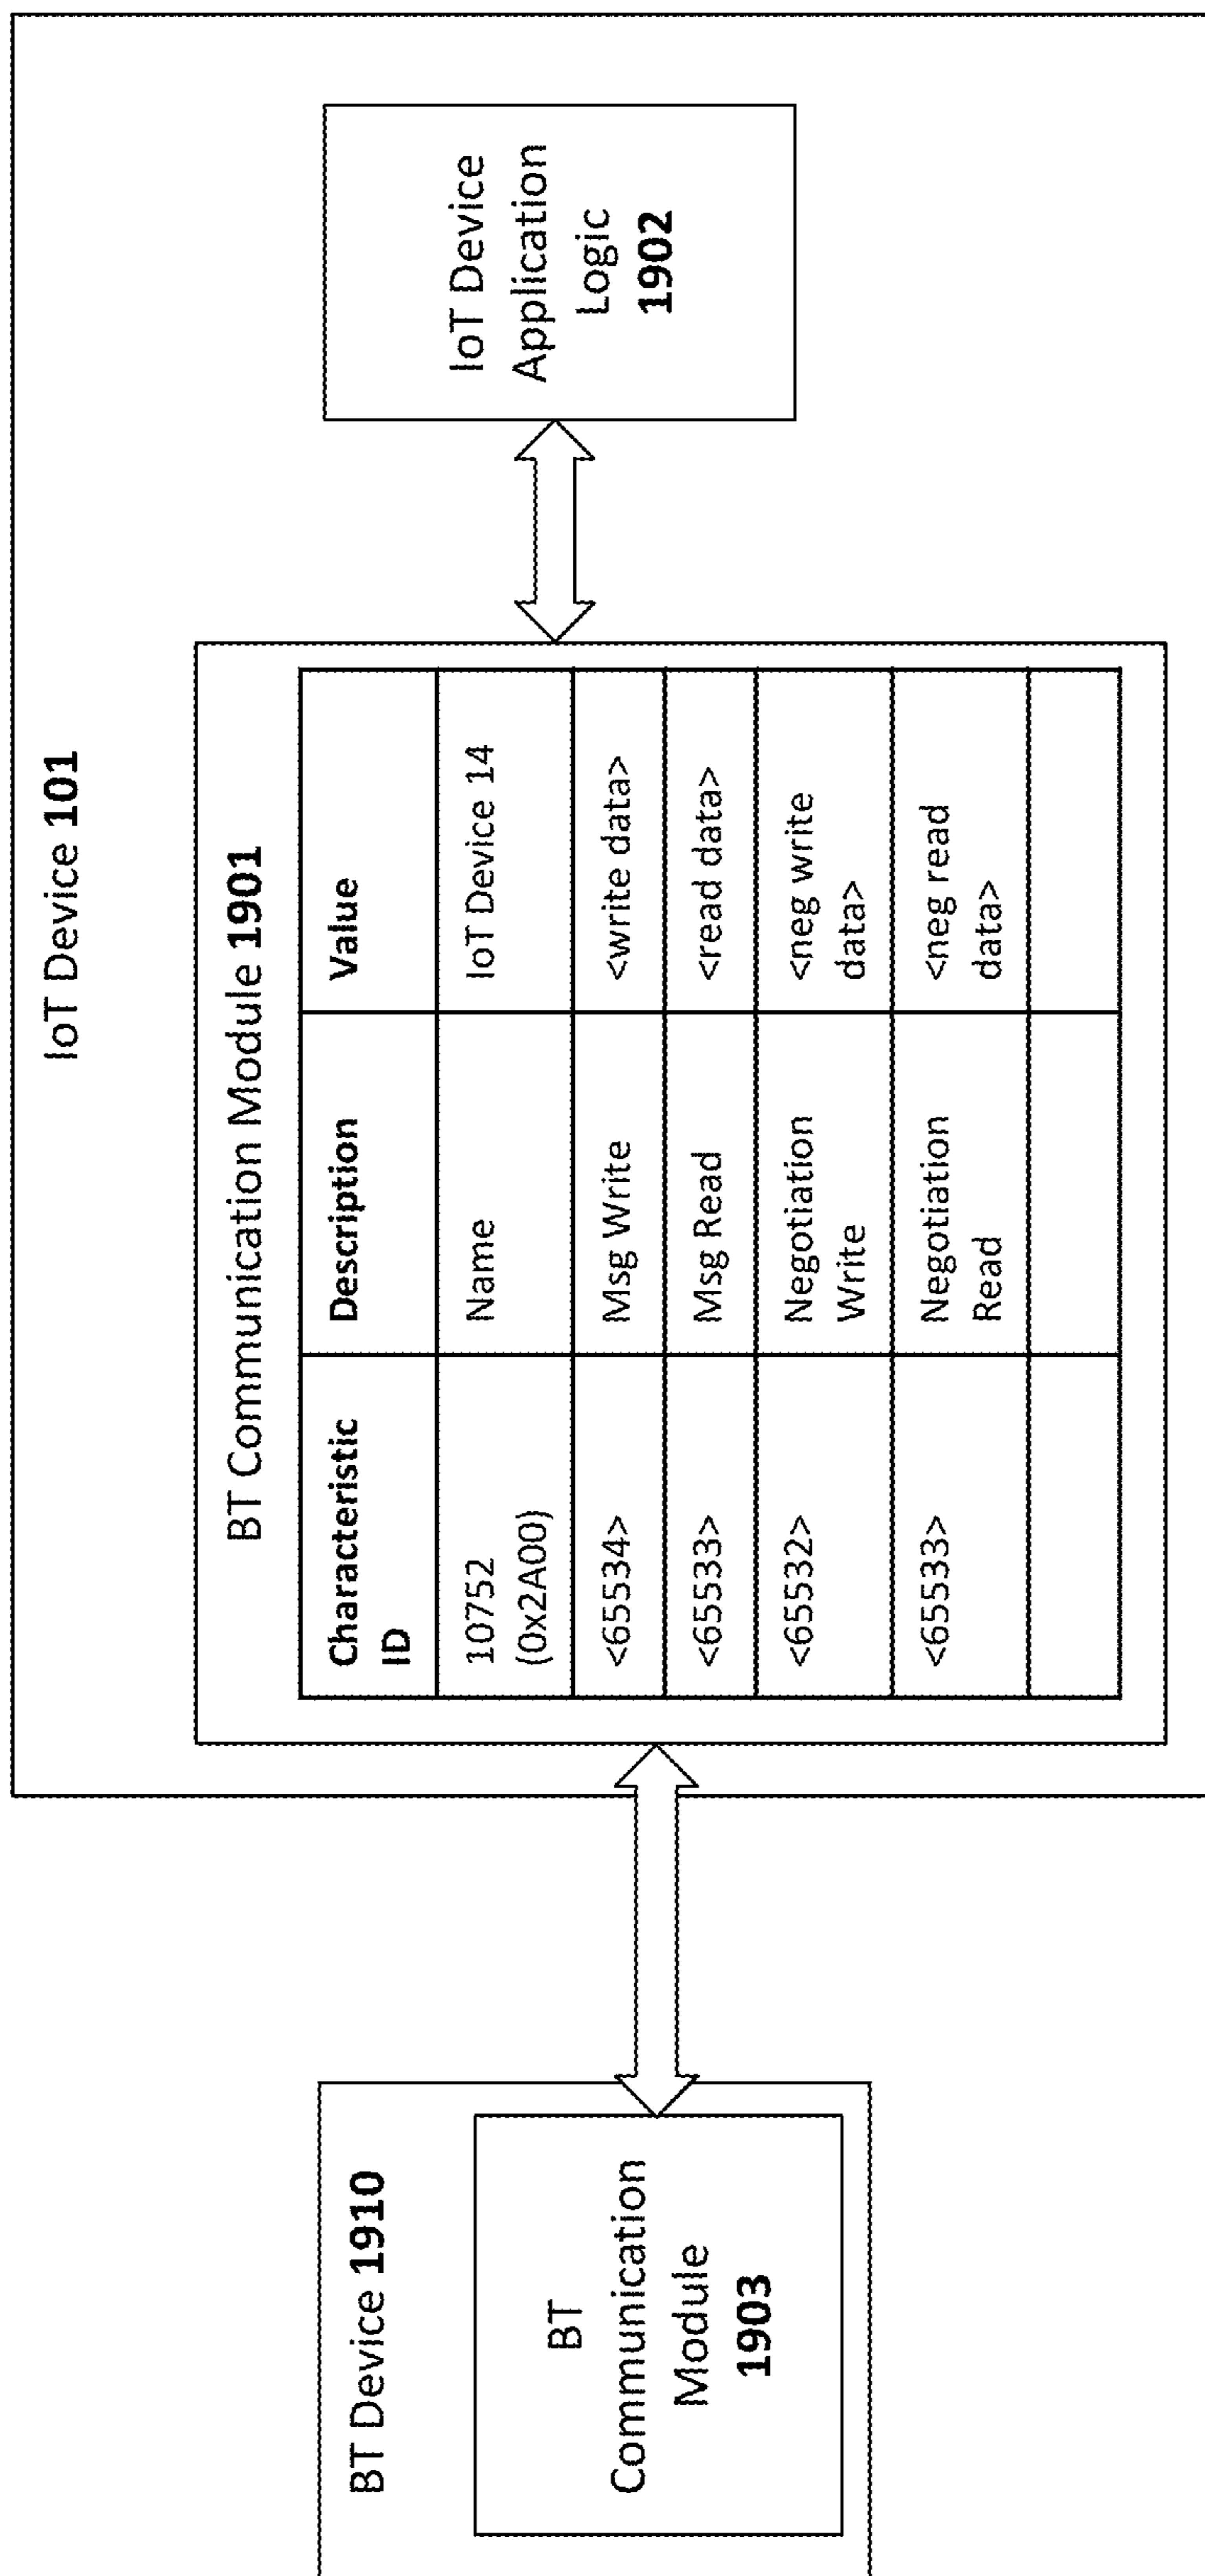 IoT Device 101
BT Communication Module 1901
Characteristic
ID
Description
Value
10752
(0x2A00)
Name
IoT Device 14
<65534>
Msg Write
<write data>
<65533>
Msg Read
<read data>
<65532>
Negotiation
Write
<neg write
data>
<65533>
Negotiation
Read
<neg read
data>
IoT Device
Application
Logic
1902
BT Device 1910
BT
Communication
Module
1903